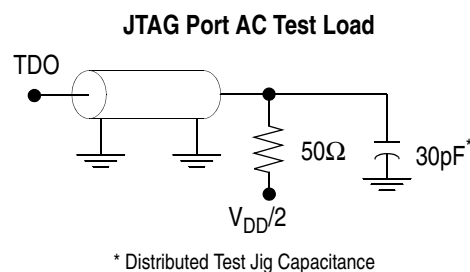 JTAG Port AC Test Load
TDO
50Ω
30pF*
VDD/2
* Distributed Test Jig Capacitance